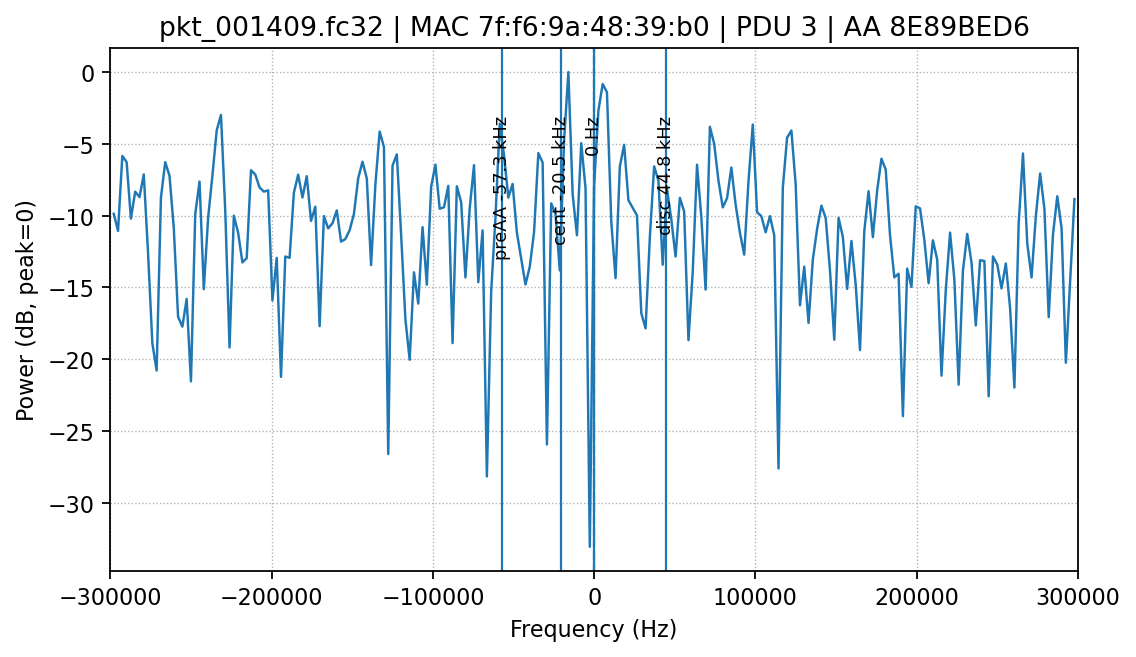 pkt_001409.fc32 | MAC 7f:f6:9a:48:39:b0 | PDU 3 | AA 8E89BED6
Power (dB, peak=0)
0
−5
−10
−15
−20
−25
−30
preAA -57.3 kHz
cent -20.5 kHz
0 Hz
disc 44.8 kHz
−300000
−200000
−100000
0
100000
200000
300000
Frequency (Hz)